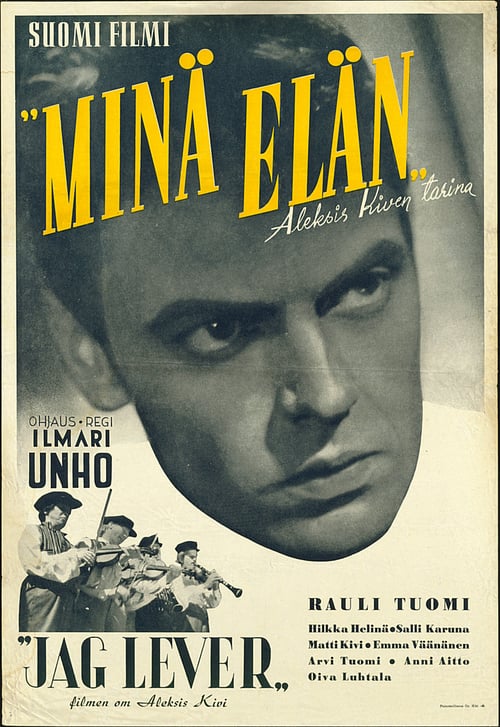 SUOMI FILMI
"MINÄ ELÄN„
Aleksis Kiven tarina
OHJAUS • REGI
ILMARI
UNHO
RAULI TUOMI
Hilkka Helinä • Salli Karuna
Matti Kivi • Emma Väänänen
Arvi Tuomi • Anni Aitto
Oiva Luhtala
"JAG LEVER„
filmen om Aleksis Kivi